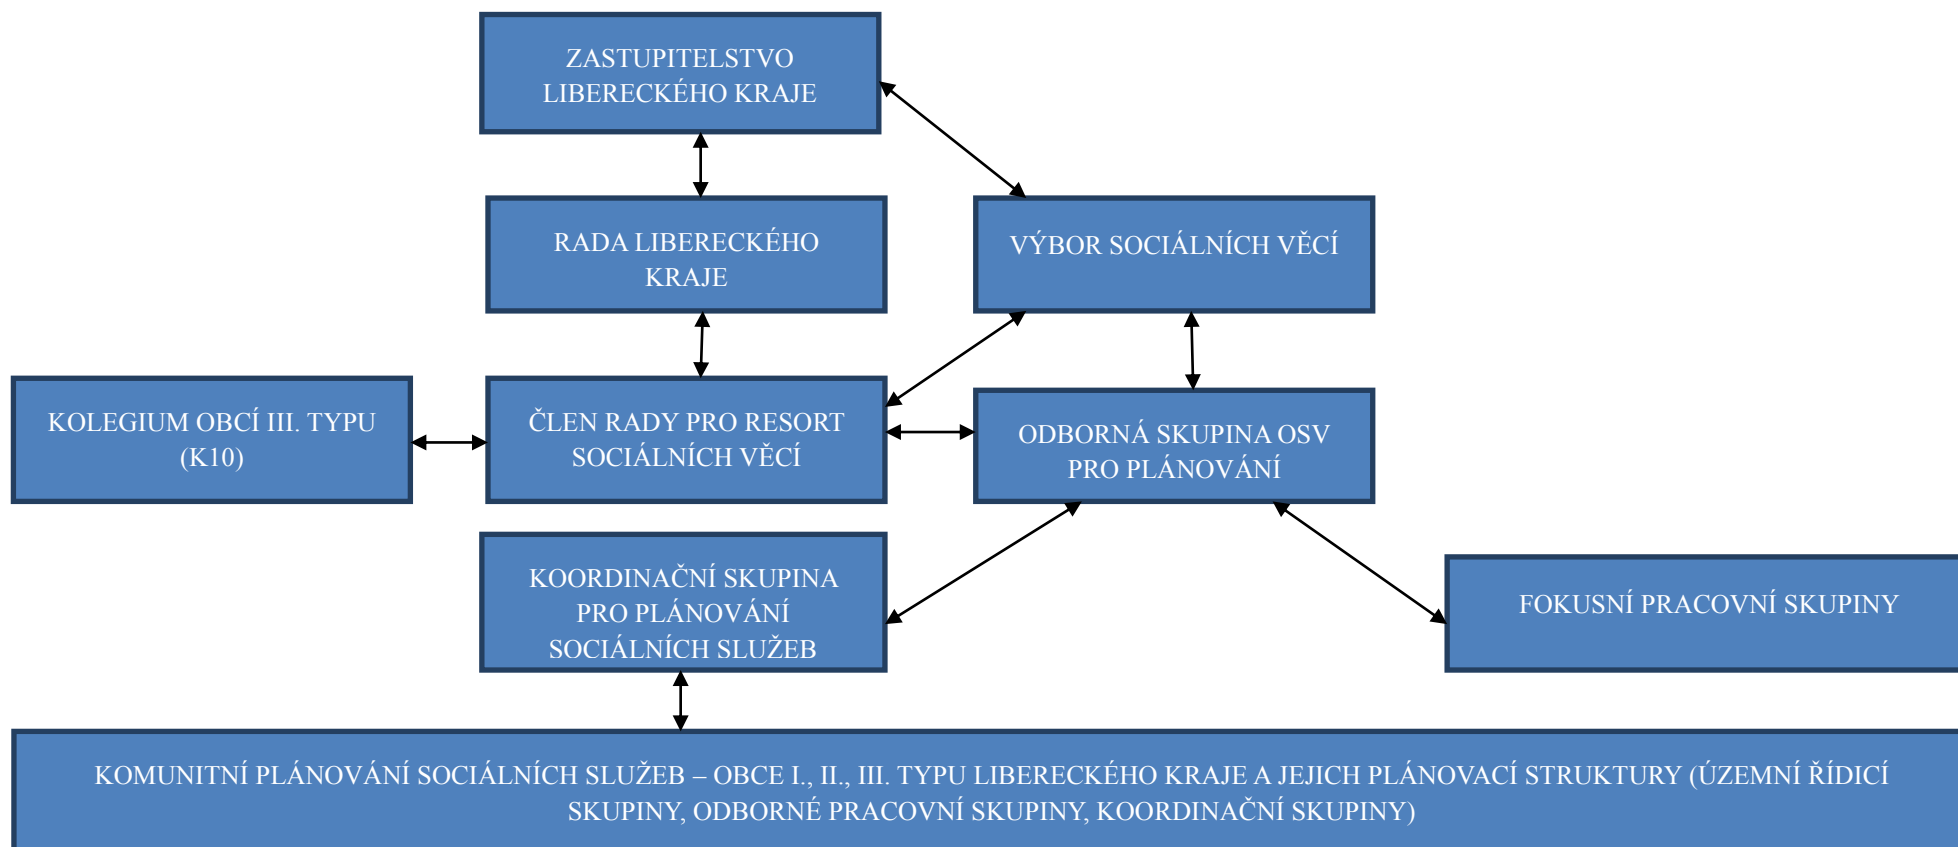 ZASTUPITELSTVO
LIBERECKÉHO KRAJE
RADA LIBERECKÉHO
KRAJE
VÝBOR SOCIÁLNÍCH VĚCÍ
KOLEGIUM OBCÍ III. TYPU
(K10)
ČLEN RADY PRO RESORT
SOCIÁLNÍCH VĚCÍ
ODBORNÁ SKUPINA OSV
PRO PLÁNOVÁNÍ
KOORDINAČNÍ SKUPINA
PRO PLÁNOVÁNÍ
SOCIÁLNÍCH SLUŽEB
FOKUSNÍ PRACOVNÍ SKUPINY
KOMUNITNÍ PLÁNOVÁNÍ SOCIÁLNÍCH SLUŽEB – OBCE I., II., III. TYPU LIBERECKÉHO KRAJE A JEJICH PLÁNOVACÍ STRUKTURY (ÚZEMNÍ ŘÍDICÍ
SKUPINY, ODBORNÉ PRACOVNÍ SKUPINY, KOORDINAČNÍ SKUPINY)